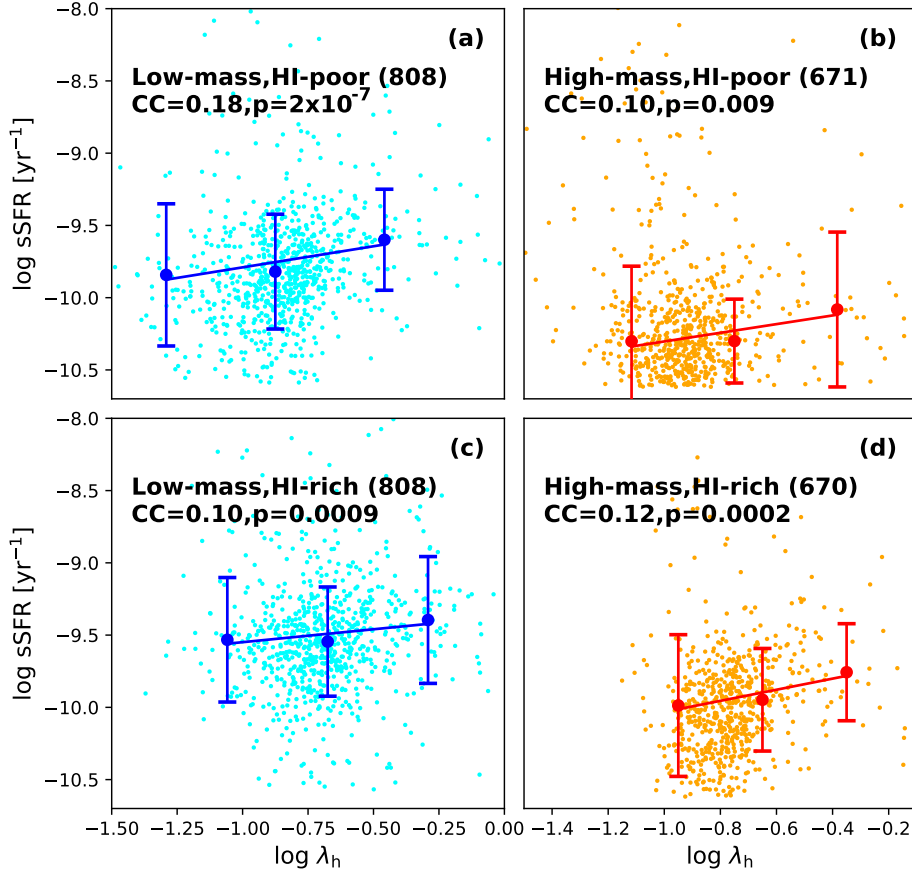 (a)
Low-mass,HI-poor (808)
CC=0.18,p=2x10⁻⁷
(b)
High-mass,HI-poor (671)
CC=0.10,p=0.009
−8.0
−8.5
−9.0
−9.5
−10.0
−10.5
log sSFR [yr⁻¹]
(c)
Low-mass,HI-rich (808)
CC=0.10,p=0.0009
(d)
High-mass,HI-rich (670)
CC=0.12,p=0.0002
−8.0
−8.5
−9.0
−9.5
−10.0
−10.5
log sSFR [yr⁻¹]
−1.50 −1.25 −1.00 −0.75 −0.50 −0.25 0.00
−1.4 −1.2 −1.0 −0.8 −0.6 −0.4 −0.2
log λₕ
log λₕ